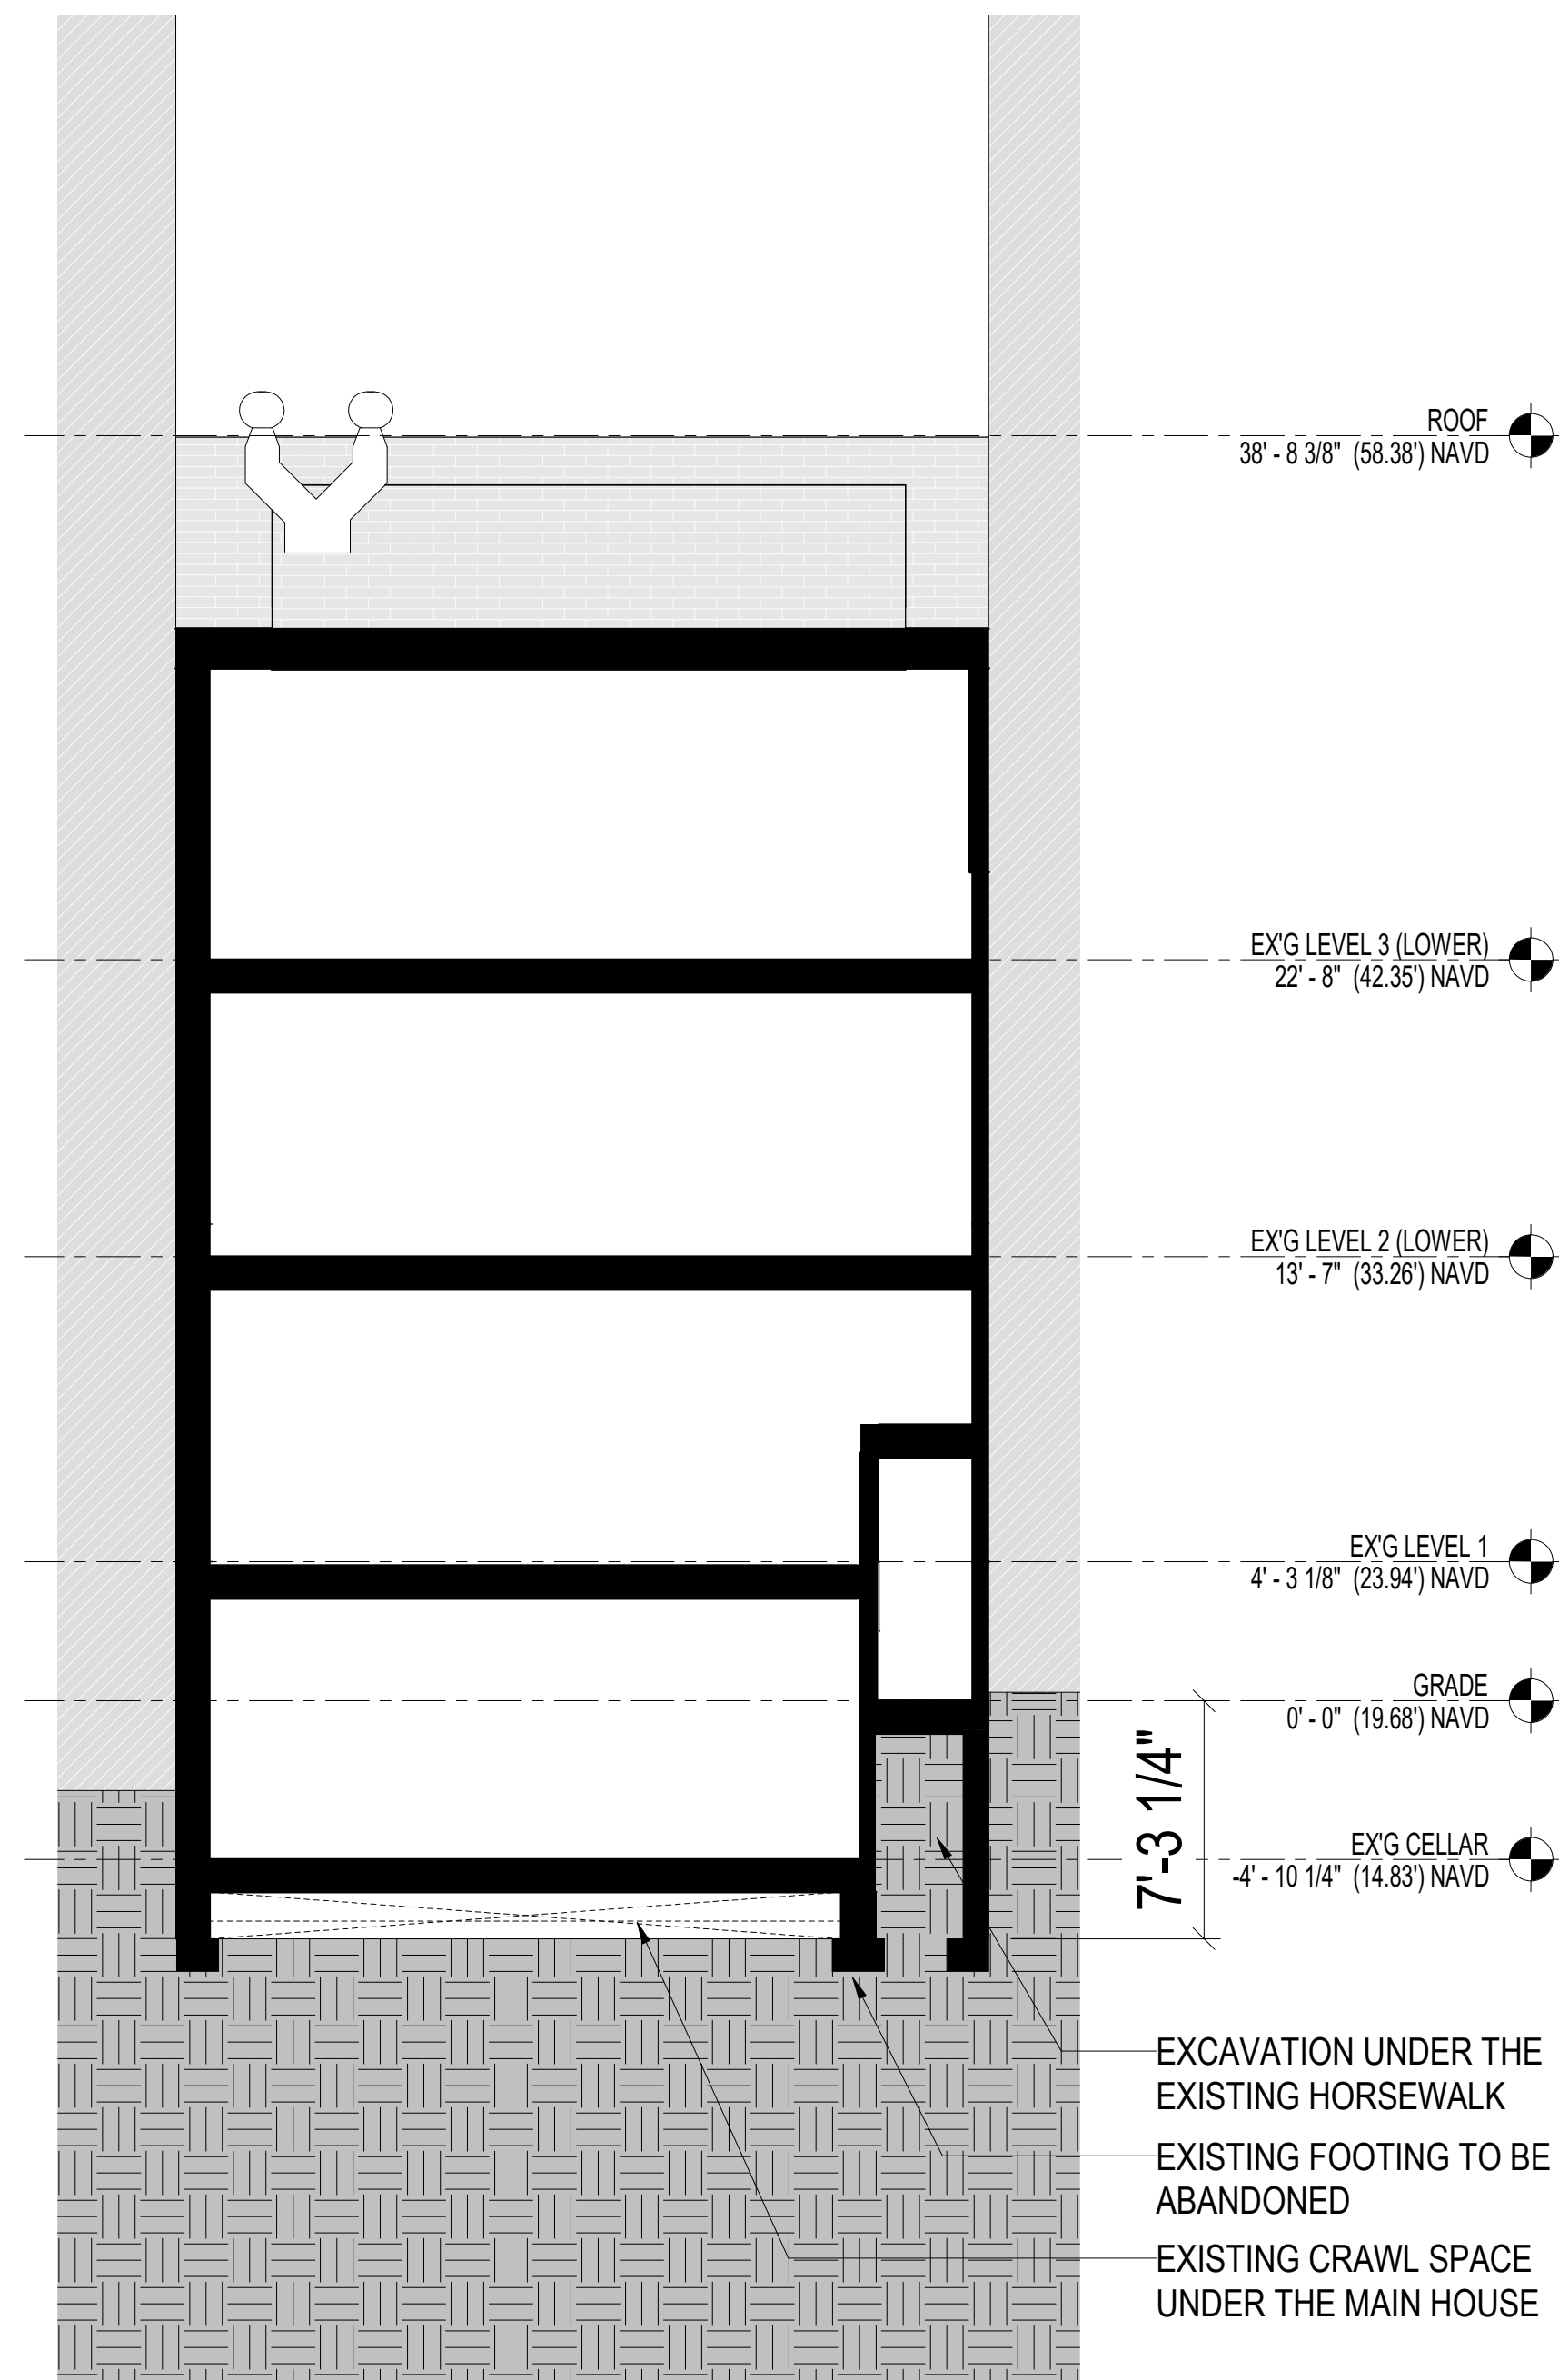 ROOF
38' - 8 3/8" (58.38') NAVD
EX'G LEVEL 3 (LOWER)
22' - 8" (42.35') NAVD
EX'G LEVEL 2 (LOWER)
13' - 7" (33.26') NAVD
EX'G LEVEL 1
4' - 3 1/8" (23.94') NAVD
GRADE
0' - 0" (19.68') NAVD
7'-3 1/4"
EX'G CELLAR
-4' - 10 1/4" (14.83') NAVD
EXCAVATION UNDER THE
EXISTING HORSEWALK
EXISTING FOOTING TO BE
ABANDONED
EXISTING CRAWL SPACE
UNDER THE MAIN HOUSE